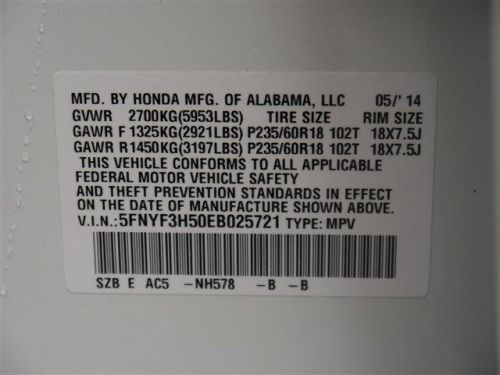 MFD. BY HONDA MFG. OF ALABAMA, LLC 05/'14
GVWR 2700KG(5953LBS) TIRE SIZE RIM SIZE
GAWR F 1325KG(2921LBS) P235/60R18 102T 18X7.5J
GAWR R1450KG(3197LBS) P235/60R18 102T 18X7.5J
THIS VEHICLE CONFORMS TO ALL APPLICABLE
FEDERAL MOTOR VEHICLE SAFETY
AND THEFT PREVENTION STANDARDS IN EFFECT
ON THE DATE OF MANUFACTURE SHOWN ABOVE.
V.I.N.: 5FNYF3H50EB025721 TYPE: MPV
SZB E AC5 -NH578 -B -B